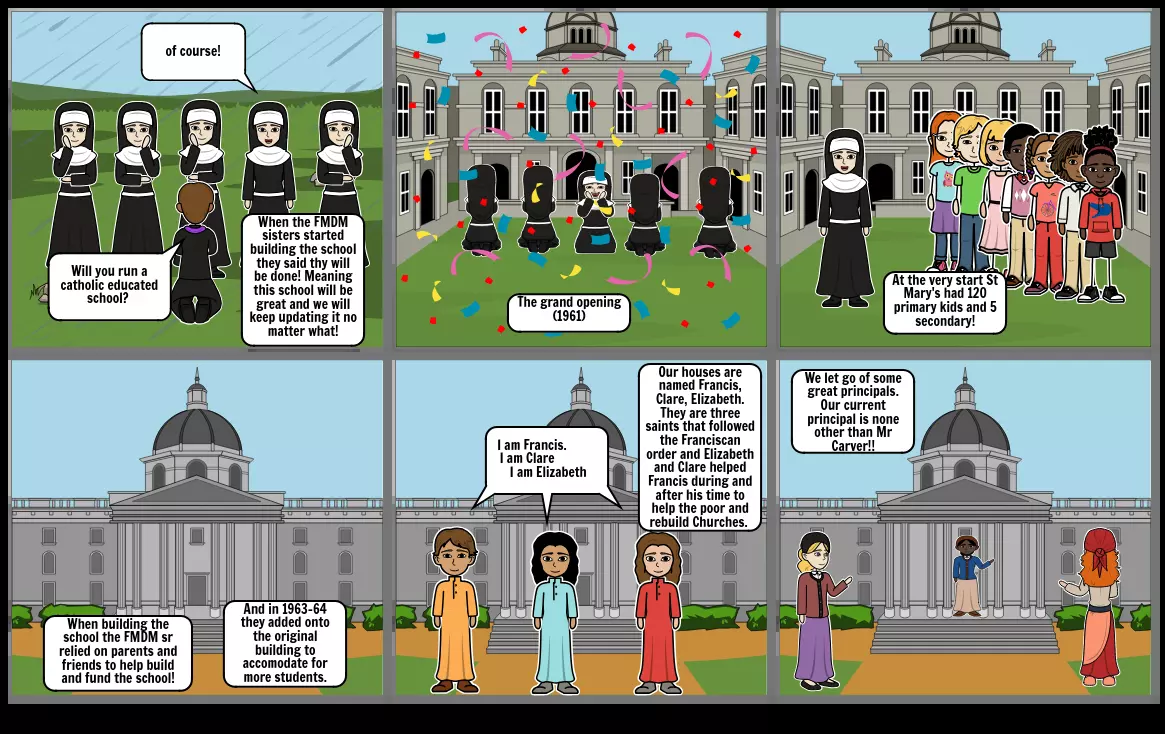 of course!
Will you run a
catholic educated
school?
When the FMDM
sisters started
building the school
they said thy will
be done! Meaning
this school will be
great and we will
keep updating it no
matter what!
The grand opening
(1961)
At the very start St
Mary's had 120
primary kids and 5
secondary!
When building the
school the FMDM sr
relied on parents and
friends to help build
and fund the school!
And in 1963-64
they added onto
the original
building to
accomodate for
more students.
I am Francis.
I am Clare
I am Elizabeth
Our houses are
named Francis,
Clare, Elizabeth.
They are three
saints that followed
the Franciscan
order and Elizabeth
and Clare helped
Francis during and
after his time to
help the poor and
rebuild Churches.
We let go of some
great principals.
Our current
principal is none
other than Mr
Carver!!